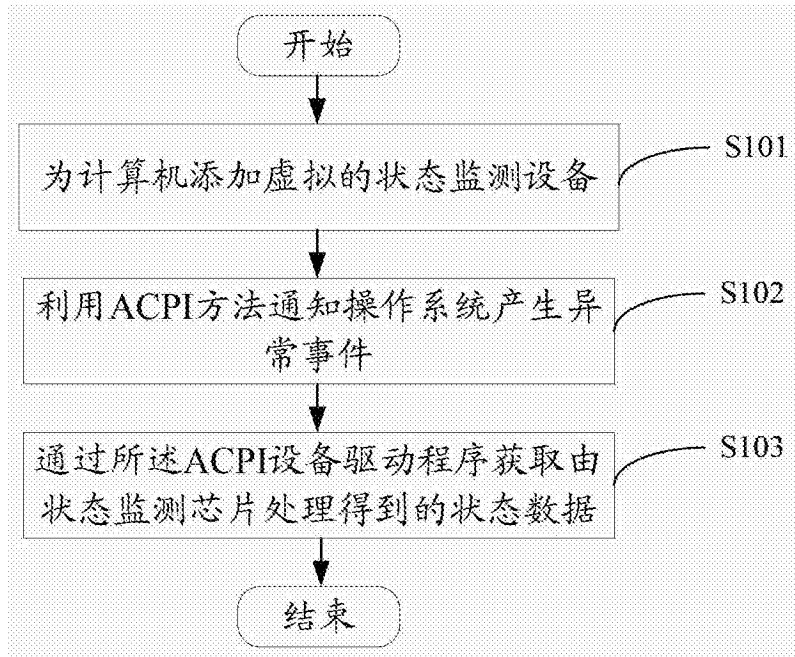 开始
为计算机添加虚拟的状态监测设备
S101
利用ACPI方法通知操作系统产生异
常事件
S102
通过所述ACPI设备驱动程序获取由
状态监测芯片处理得到的状态数据
S103
结束